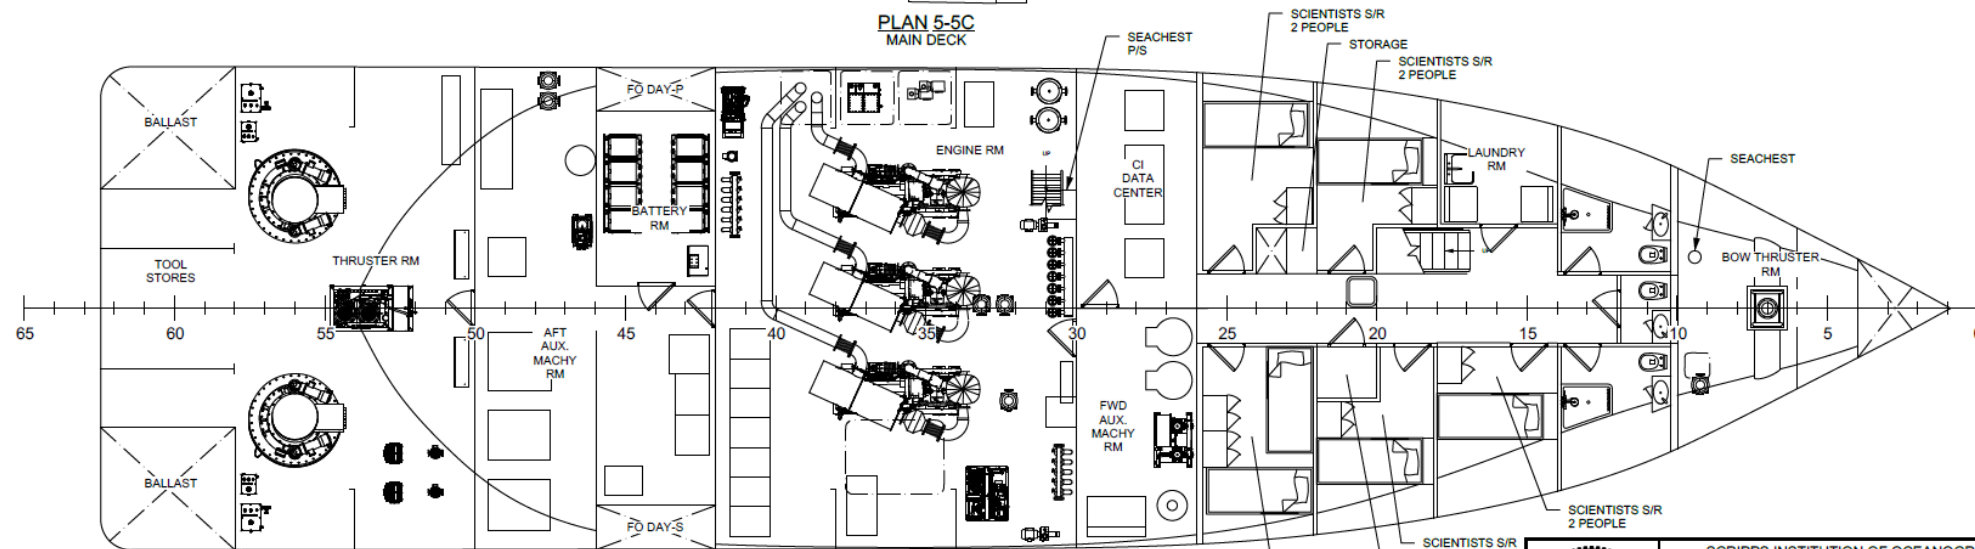 PLAN 5-5C
MAIN DECK
SCIENTISTS S/R
2 PEOPLE
STORAGE
SCIENTISTS S/R
2 PEOPLE
SEACHEST
P/S
BALLAST
FO DAY-P
ENGINE RM
UP
CI
DATA
CENTER
LAUNDRY
RM
SEACHEST
BATTERY
RM
TOOL
STORES
THRUSTER RM
UP
BOW THRUSTER
RM
65
60
55
50
45
40
35
30
25
20
15
10
5
AFT
AUX.
MACHY
RM
FWD
AUX.
MACHY
RM
BALLAST
FO DAY-S
SCIENTISTS S/R
2 PEOPLE
SCIENTISTS S/R